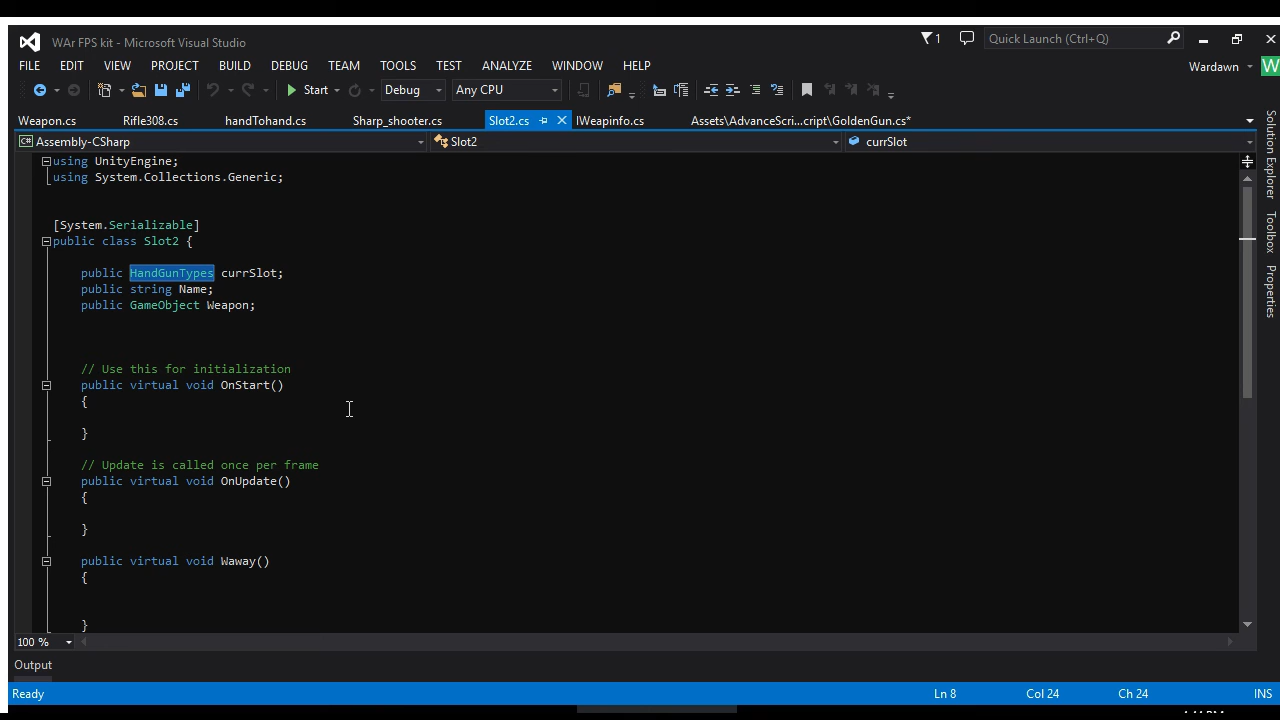 WAr FPS kit - Microsoft Visual Studio
1
Quick Launch (Ctrl+Q)
FILE EDIT VIEW PROJECT BUILD DEBUG TEAM TOOLS TEST ANALYZE WINDOW HELP
Wardawn W
Start Debug Any CPU
Weapon.cs Rifle308.cs handTohand.cs Sharp_shooter.cs Slot2.cs IWeapinfo.cs Assets\AdvanceScri...cript\GoldenGun.cs*
C# Assembly-CSharp Slot2 currSlot
using UnityEngine;
using System.Collections.Generic;
[System.Serializable]
public class Slot2 {
public HandGunTypes currSlot;
public string Name;
public GameObject Weapon;
// Use this for initialization
public virtual void OnStart()
{
}
// Update is called once per frame
public virtual void OnUpdate()
{
}
public virtual void Waway()
{
}
Solution Explorer
Toolbox
Properties
100 %
Output
Ready Ln 8 Col 24 Ch 24 INS